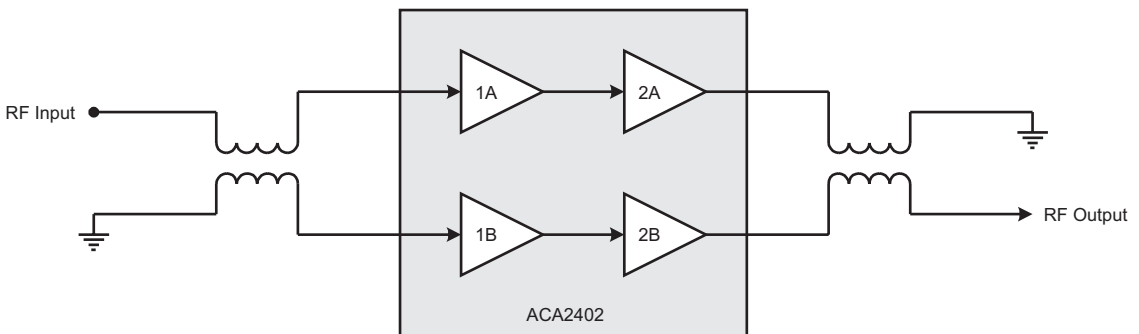 1A
2A
RF Input
1B
2B
RF Output
ACA2402